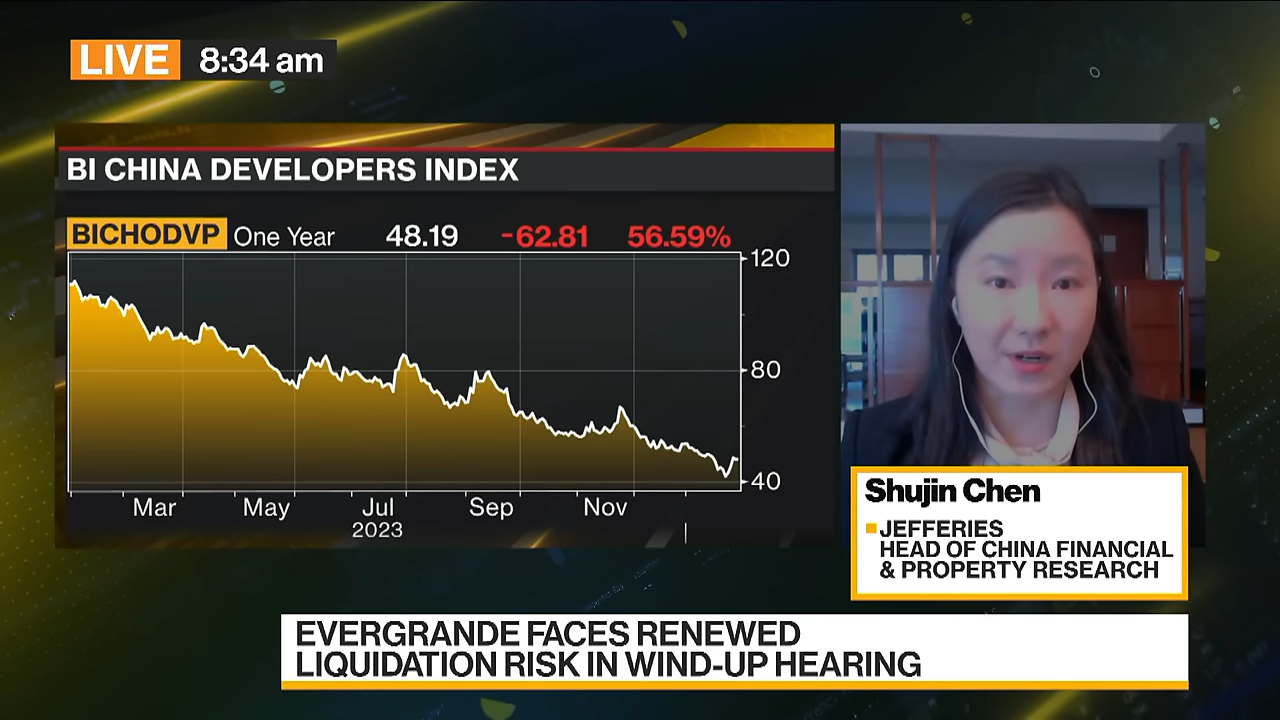 LIVE 8:34 am
BI CHINA DEVELOPERS INDEX
BICHODVP One Year 48.19 -62.81 56.59%
120
80
40
Mar May Jul Sep Nov
2023
Shujin Chen
JEFFERIES
HEAD OF CHINA FINANCIAL
& PROPERTY RESEARCH
EVERGRANDE FACES RENEWED
LIQUIDATION RISK IN WIND-UP HEARING